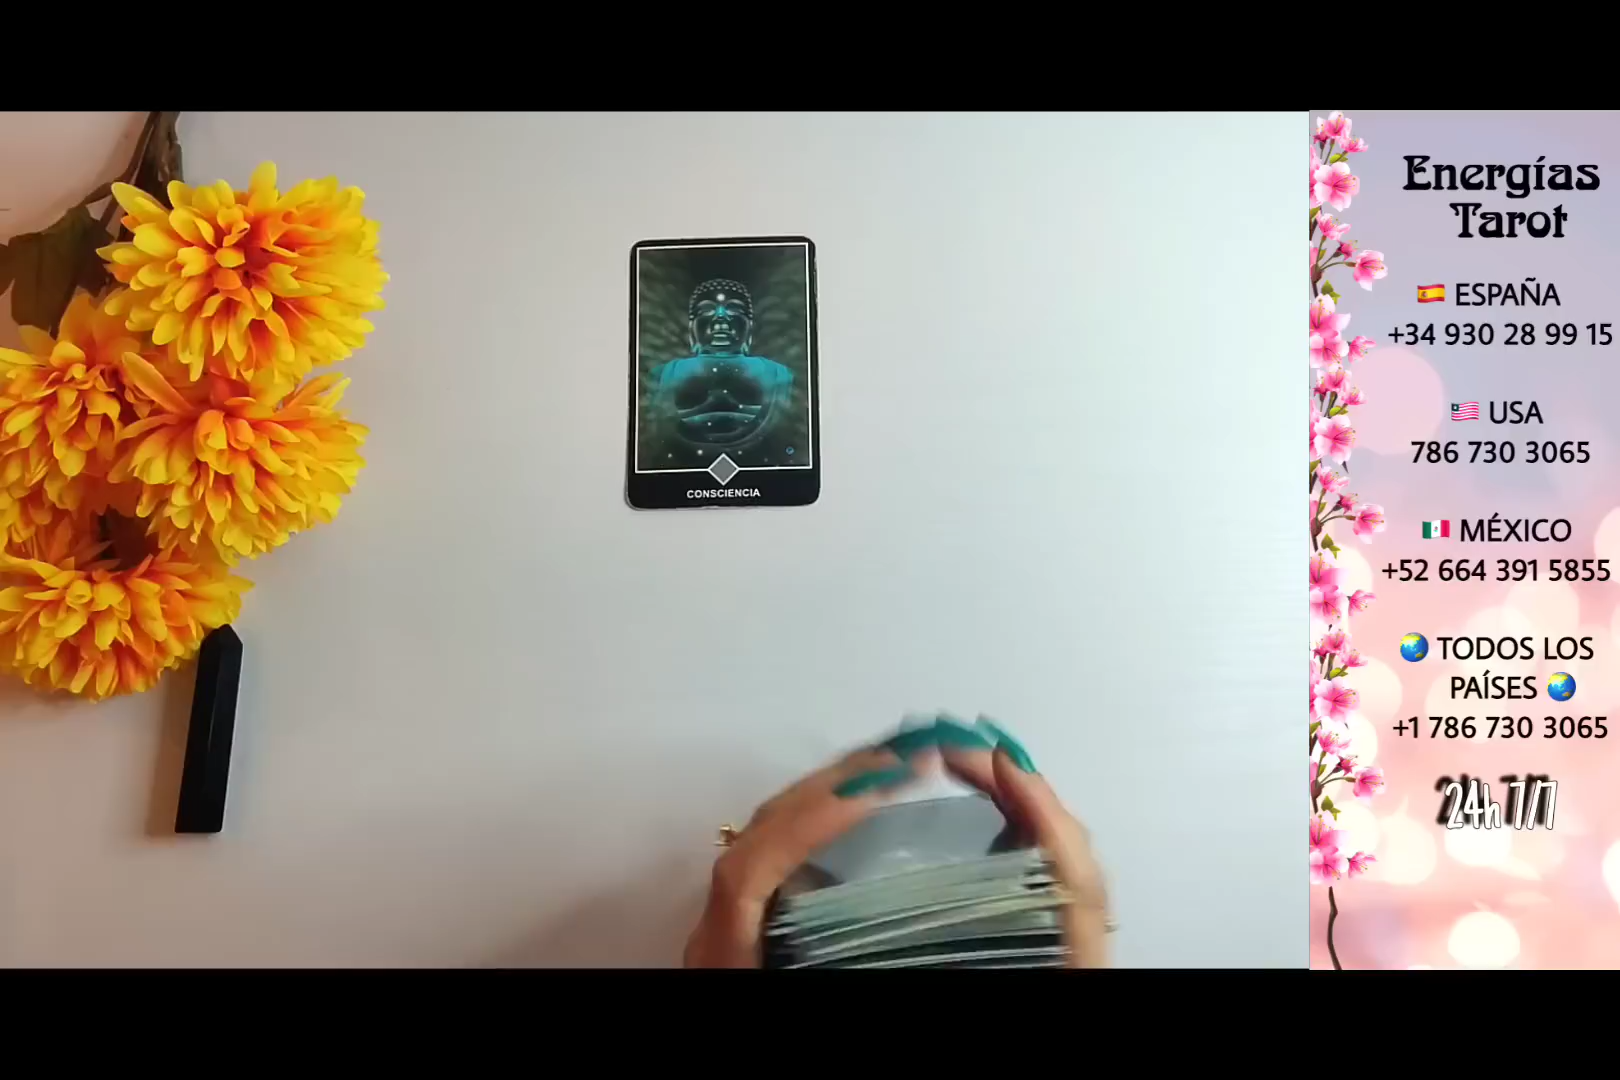 CONSCIENCIA
Energías
Tarot
ESPAÑA
+34 930 28 99 15
USA
786 730 3065
MÉXICO
+52 664 391 5855
TODOS LOS
PAÍSES
+1 786 730 3065
24h 7/7